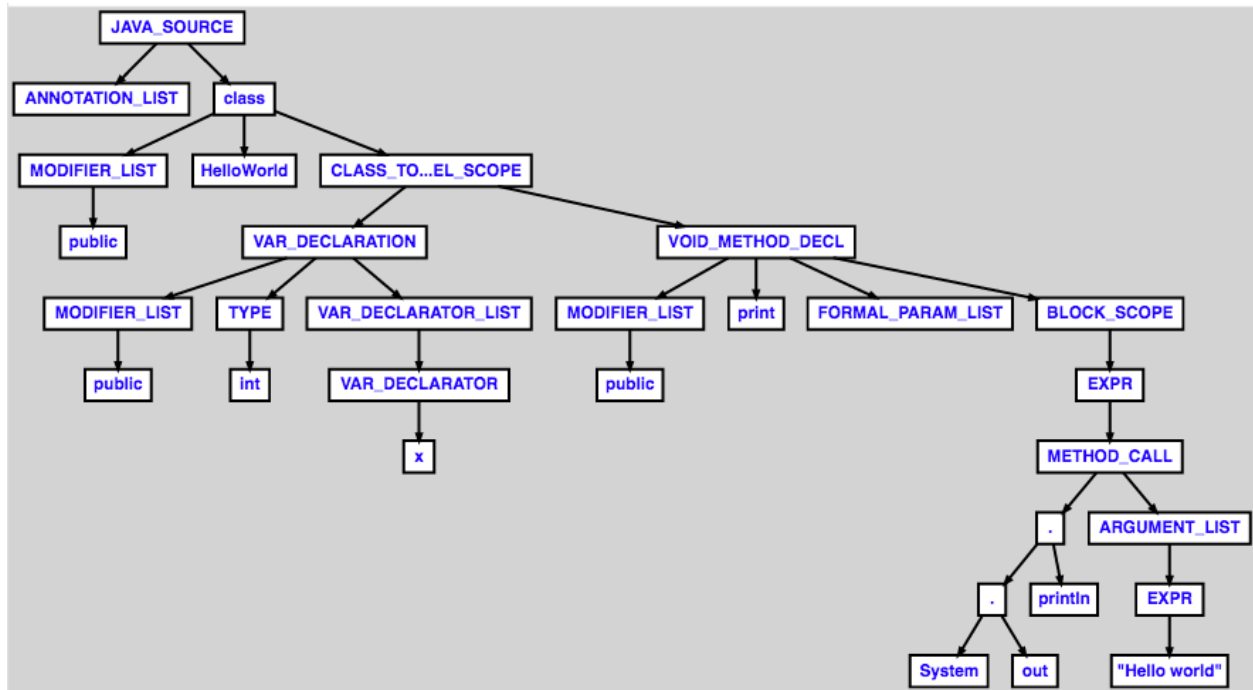 JAVA_SOURCE
ANNOTATION_LIST class
MODIFIER_LIST HelloWorld CLASS_TO...EL_SCOPE
public VAR_DECLARATION VOID_METHOD_DECL
MODIFIER_LIST TYPE VAR_DECLARATOR_LIST MODIFIER_LIST print FORMAL_PARAM_LIST BLOCK_SCOPE
public int VAR_DECLARATOR public EXPR
x METHOD_CALL
. ARGUMENT_LIST
. println EXPR
System out "Hello world"